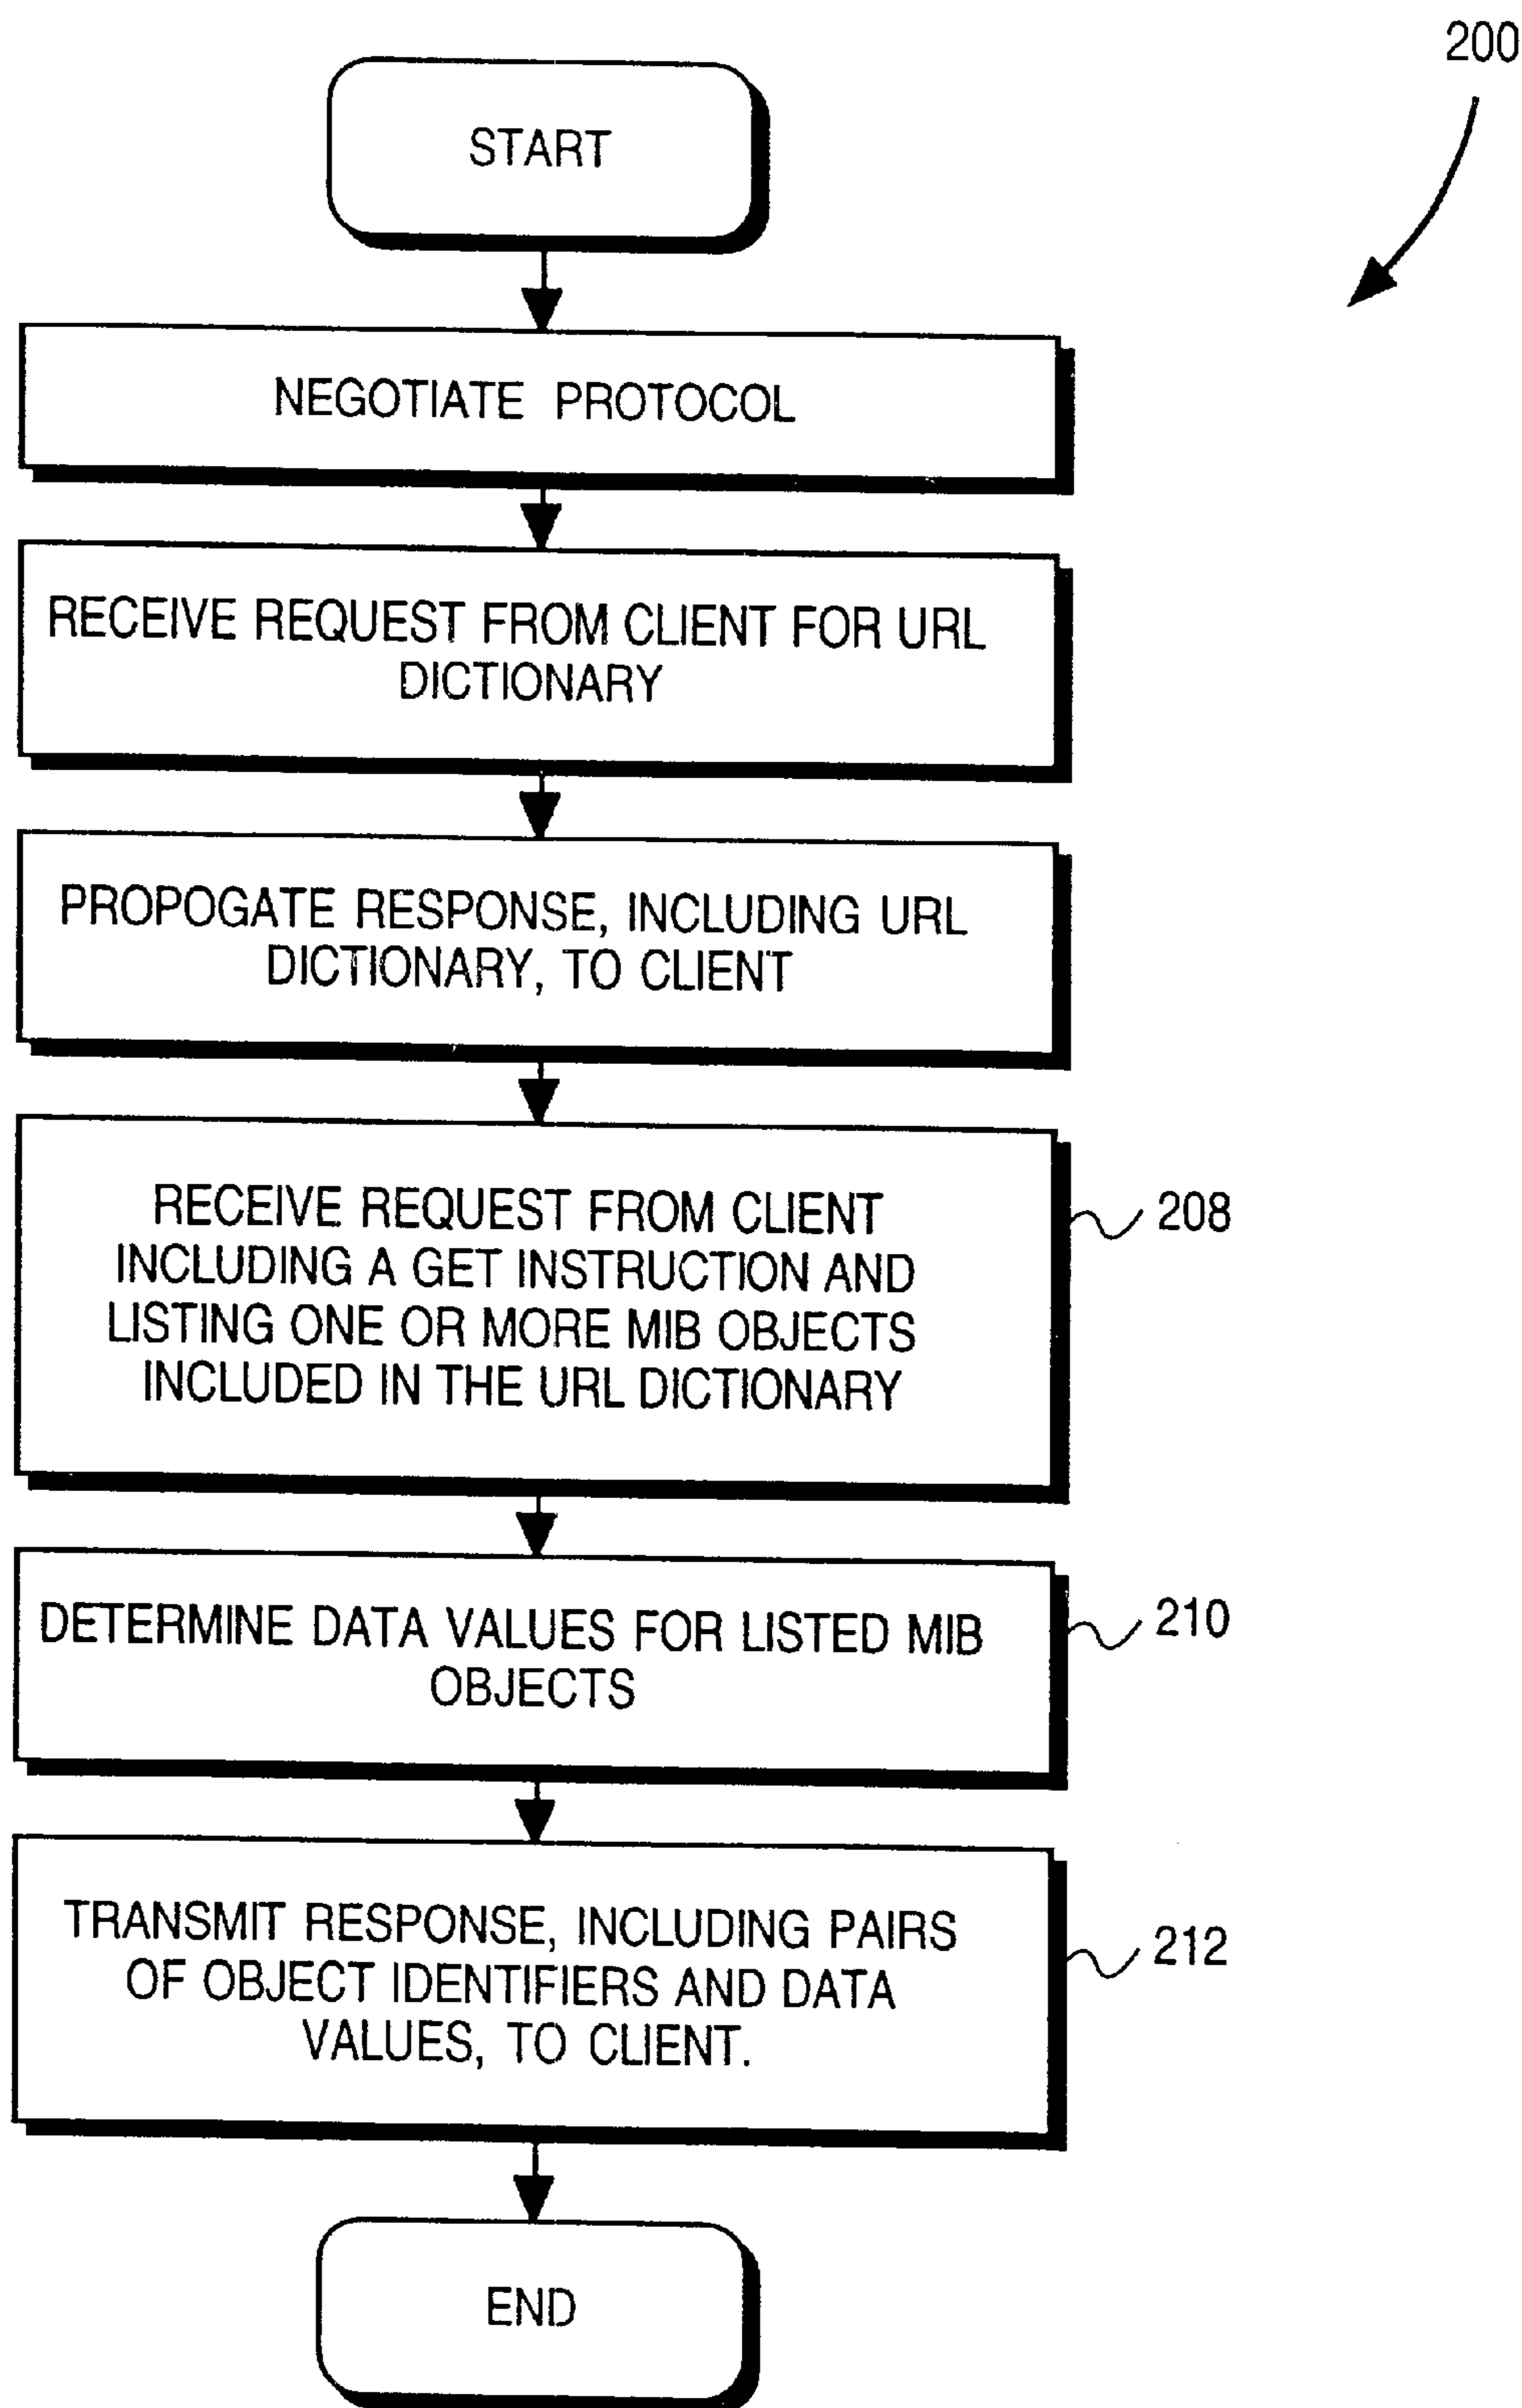 200
START
NEGOTIATE PROTOCOL
RECEIVE REQUEST FROM CLIENT FOR URL
DICTIONARY
PROPOGATE RESPONSE, INCLUDING URL
DICTIONARY, TO CLIENT
RECEIVE REQUEST FROM CLIENT
INCLUDING A GET INSTRUCTION AND
LISTING ONE OR MORE MIB OBJECTS
INCLUDED IN THE URL DICTIONARY
208
DETERMINE DATA VALUES FOR LISTED MIB
OBJECTS
210
TRANSMIT RESPONSE, INCLUDING PAIRS
OF OBJECT IDENTIFIERS AND DATA
VALUES, TO CLIENT.
212
END